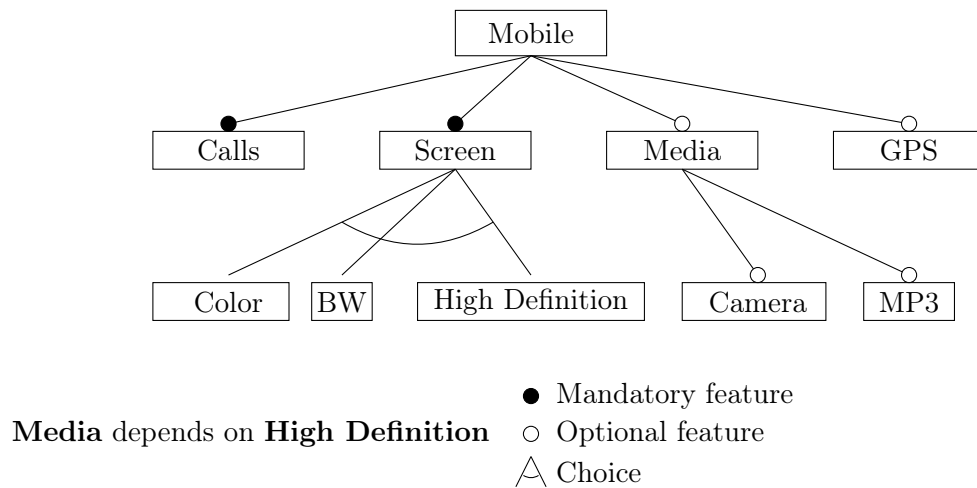 Mobile
Calls Screen Media GPS
Color BW High Definition Camera MP3
Mandatory feature
Media depends on High Definition Optional feature
Choice